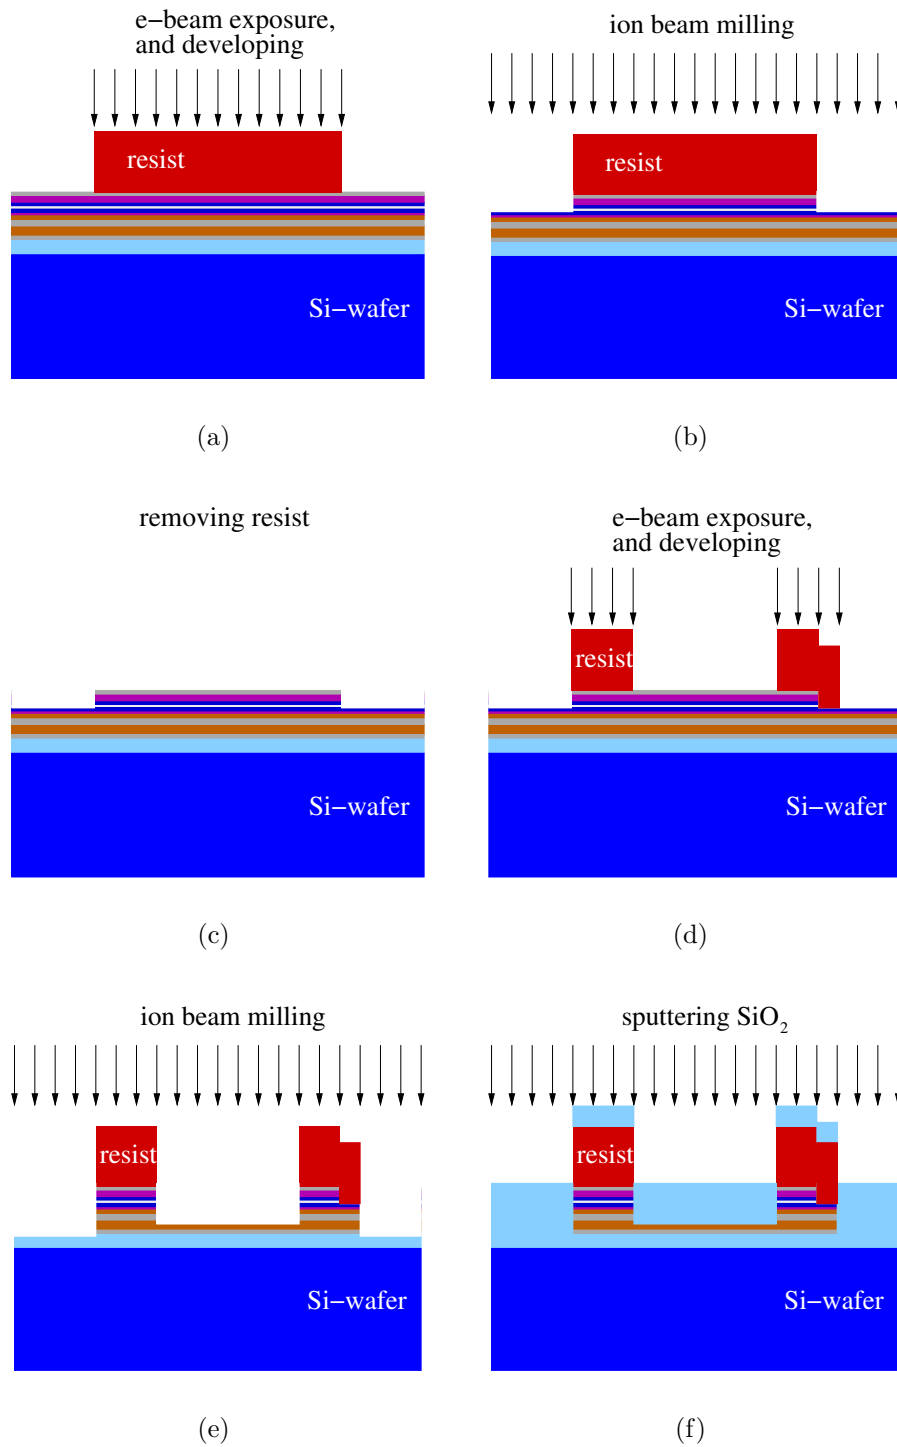 e−beam exposure,
and developing
resist
Si−wafer
(a)
ion beam milling
resist
Si−wafer
(b)
removing resist
Si−wafer
(c)
e−beam exposure,
and developing
resist
Si−wafer
(d)
ion beam milling
resist
Si−wafer
(e)
sputtering SiO₂
resist
Si−wafer
(f)